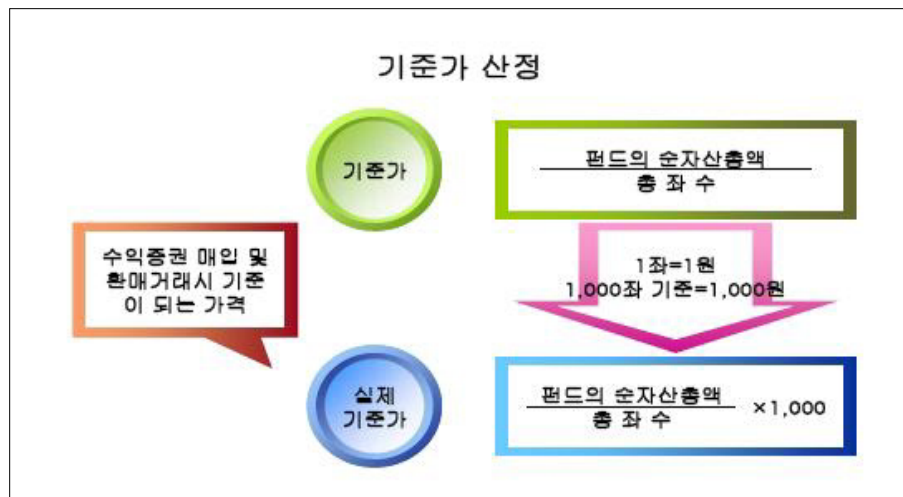 기준가 산정
기준가
펀드의 순자산총액
총 좌 수
수익증권 매입 및
환매거래시 기준
이 되는 가격
1좌=1원
1,000좌 기준=1,000원
실제
기준가
펀드의 순자산총액
총 좌 수
×1,000